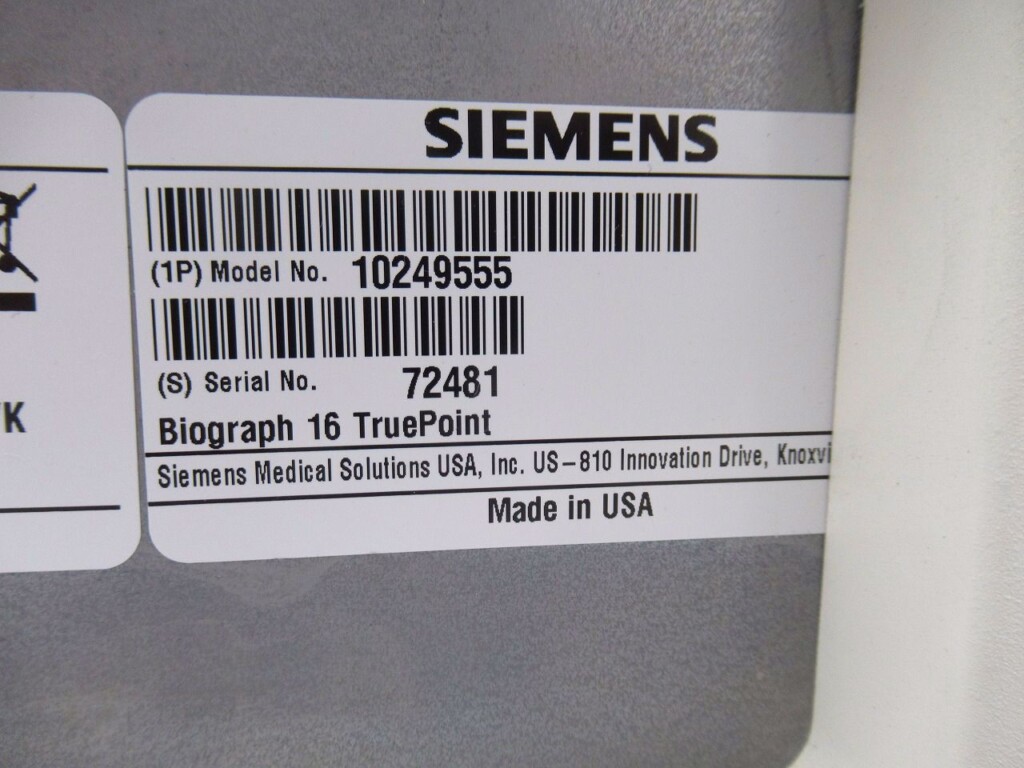 SIEMENS
(1P) Model No. 10249555
(S) Serial No. 72481
Biograph 16 TruePoint
Siemens Medical Solutions USA, Inc. US-810 Innovation Drive, Knoxvi
Made in USA